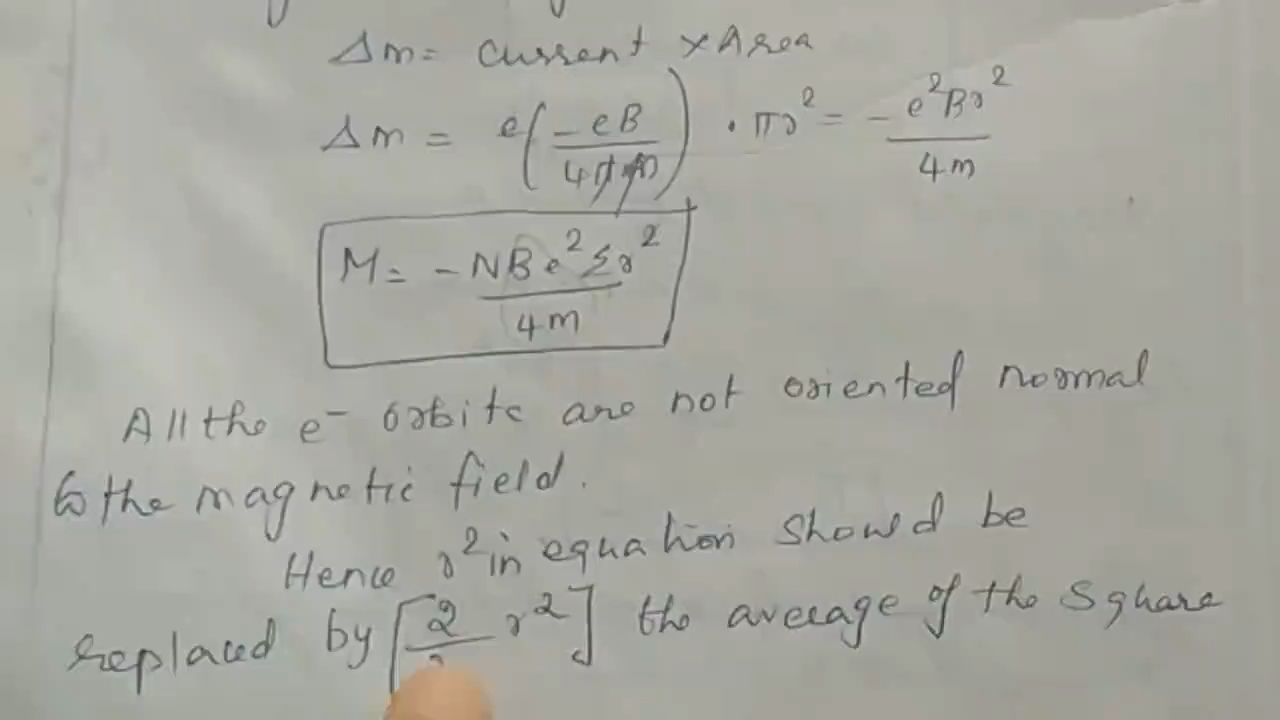 Δm = current × Area
Δm = e(-eB/4πm) · πr² = - e²Br²/4m
M = - NBe²Σr²/4m
All the e⁻ orbits are not oriented normal
to the magnetic field.
Hence r² in equation should be
replaced by [2/ r²] the average of the square